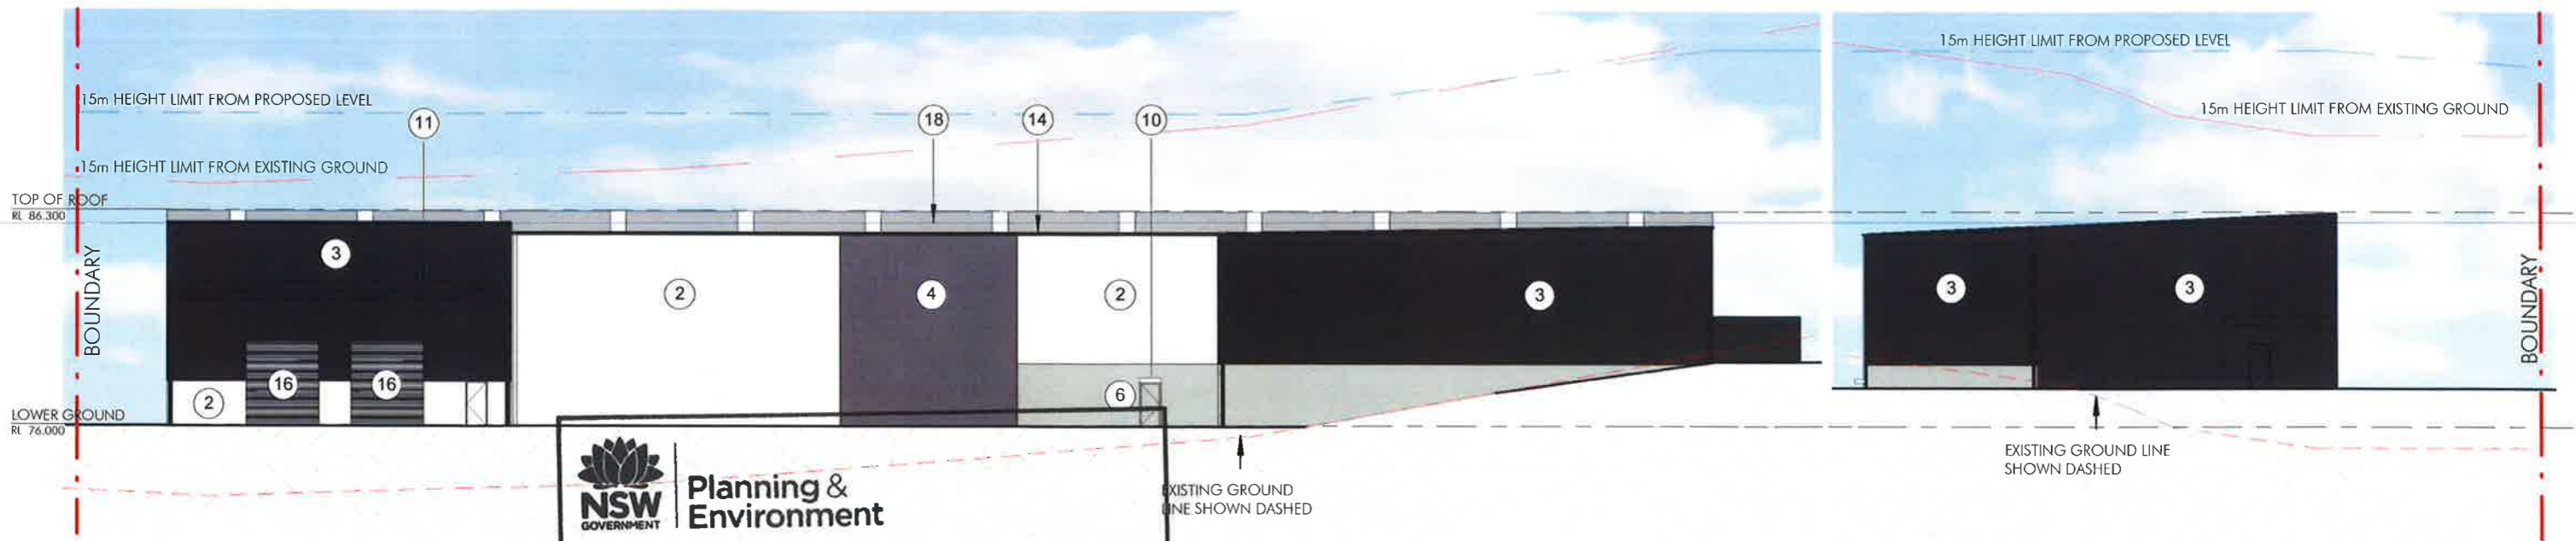 15m HEIGHT LIMIT FROM PROPOSED LEVEL
11
18
14
10
15m HEIGHT LIMIT FROM EXISTING GROUND
TOP OF ROOF
RL 86.300
BOUNDARY
3
2
4
2
3
16
16
2
6
LOWER GROUND
RL 76.000
NSW
GOVERNMENT
Planning &
Environment
EXISTING GROUND
LINE SHOWN DASHED
15m HEIGHT LIMIT FROM PROPOSED LEVEL
15m HEIGHT LIMIT FROM EXISTING GROUND
3
3
BOUNDARY
EXISTING GROUND LINE
SHOWN DASHED